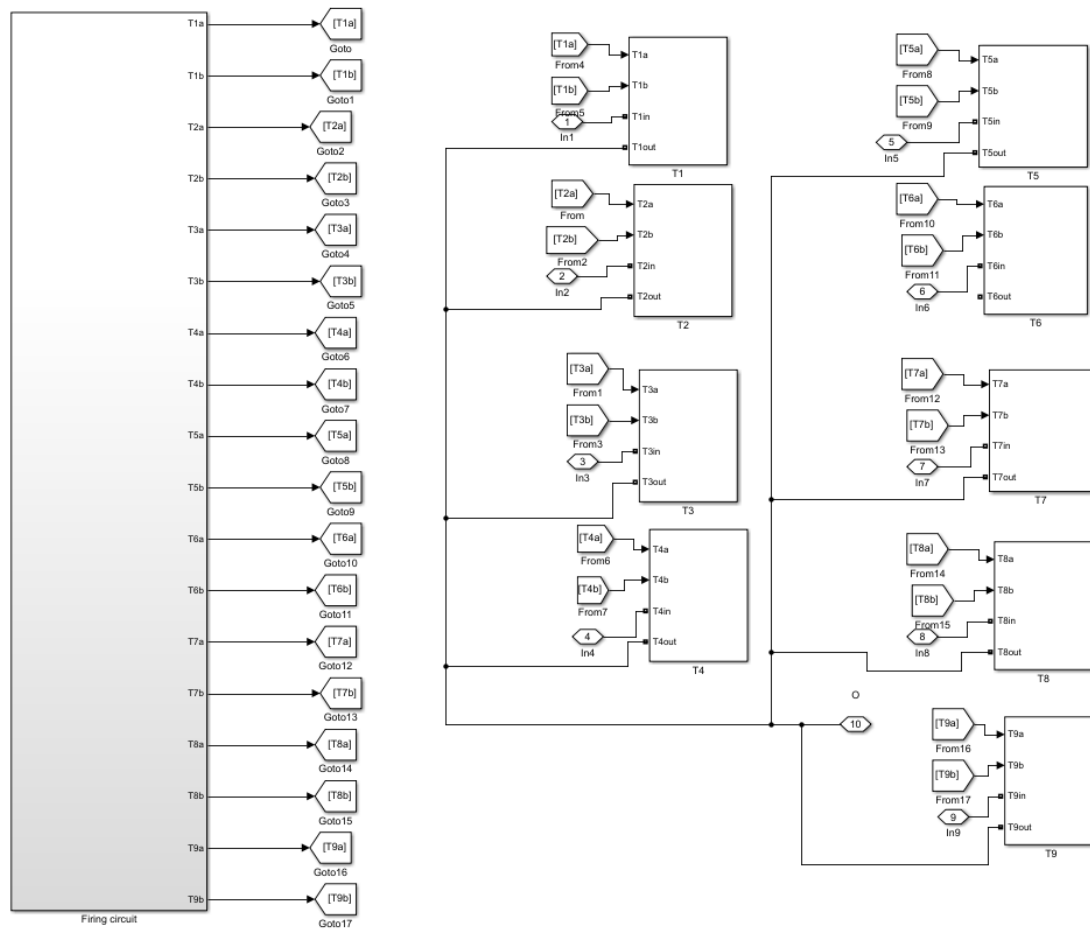 T1a
[T1a]
Goto
T1b
[T1b]
Goto1
T2a
[T2a]
Goto2
T2b
[T2b]
Goto3
T3a
[T3a]
Goto4
T3b
[T3b]
Goto5
T4a
[T4a]
Goto6
T4b
[T4b]
Goto7
T5a
[T5a]
Goto8
T5b
[T5b]
Goto9
T6a
[T6a]
Goto10
T6b
[T6b]
Goto11
T7a
[T7a]
Goto12
T7b
[T7b]
Goto13
T8a
[T8a]
Goto14
T8b
[T8b]
Goto15
T9a
[T9a]
Goto16
T9b
[T9b]
Goto17
Firing circuit
[T1a]
From4
[T1b]
From5
1
In1
T1a
T1b
T1in
T1out
T1
[T2a]
From
[T2b]
From2
2
In2
T2a
T2b
T2in
T2out
T2
[T3a]
From1
[T3b]
From3
3
In3
T3a
T3b
T3in
T3out
T3
[T4a]
From6
[T4b]
From7
4
In4
T4a
T4b
T4in
T4out
T4
[T5a]
From8
[T5b]
From9
5
In5
T5a
T5b
T5in
T5out
T5
[T6a]
From10
[T6b]
From11
6
In6
T6a
T6b
T6in
T6out
T6
[T7a]
From12
[T7b]
From13
7
In7
T7a
T7b
T7in
T7out
T7
[T8a]
From14
[T8b]
From15
8
In8
T8a
T8b
T8in
T8out
T8
O
10
[T9a]
From16
[T9b]
From17
9
In9
T9a
T9b
T9in
T9out
T9